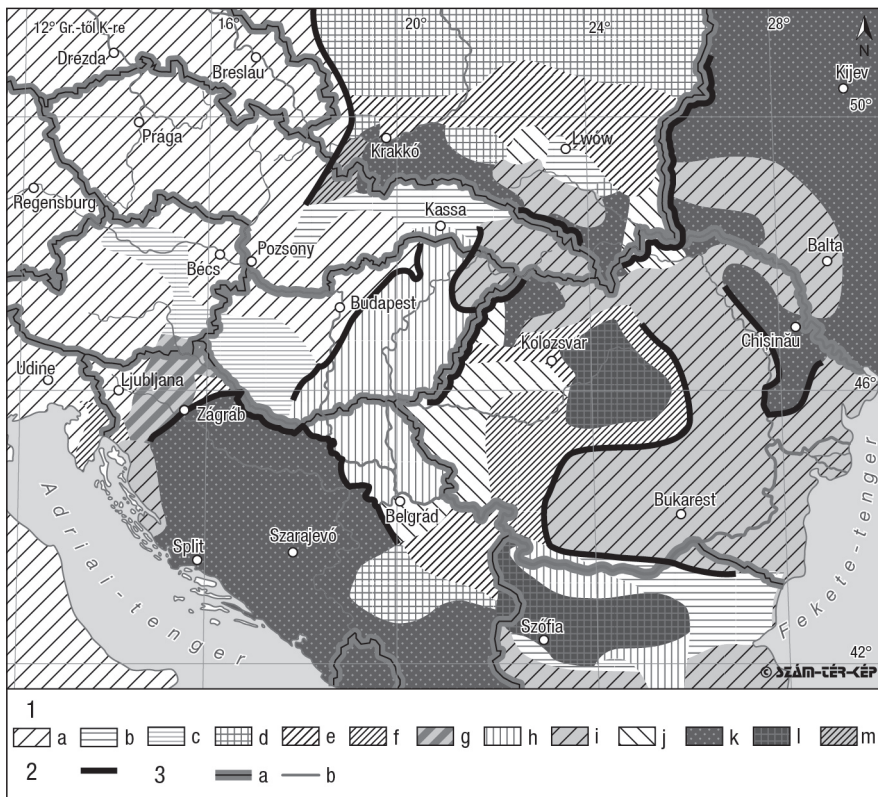 12° Gr.-től K-re
16°
20°
24°
28°
N
Drezda
Breslau
Kijev
50°
Prága
Krakkó
Lwów
Regensburg
Kassa
Bécs
Pozsony
Balta
Budapest
Chisinău
Kolozsvar
Udine
Ljubljana
46°
Zágráb
Adriai-tenger
Belgrád
Bukarest
Fekete-tenger
Split
Szarajevó
Szófia
42°
© SZÁM-TÉR-KÉP
1
a b c d e f g h i j k l m
2 3 a b